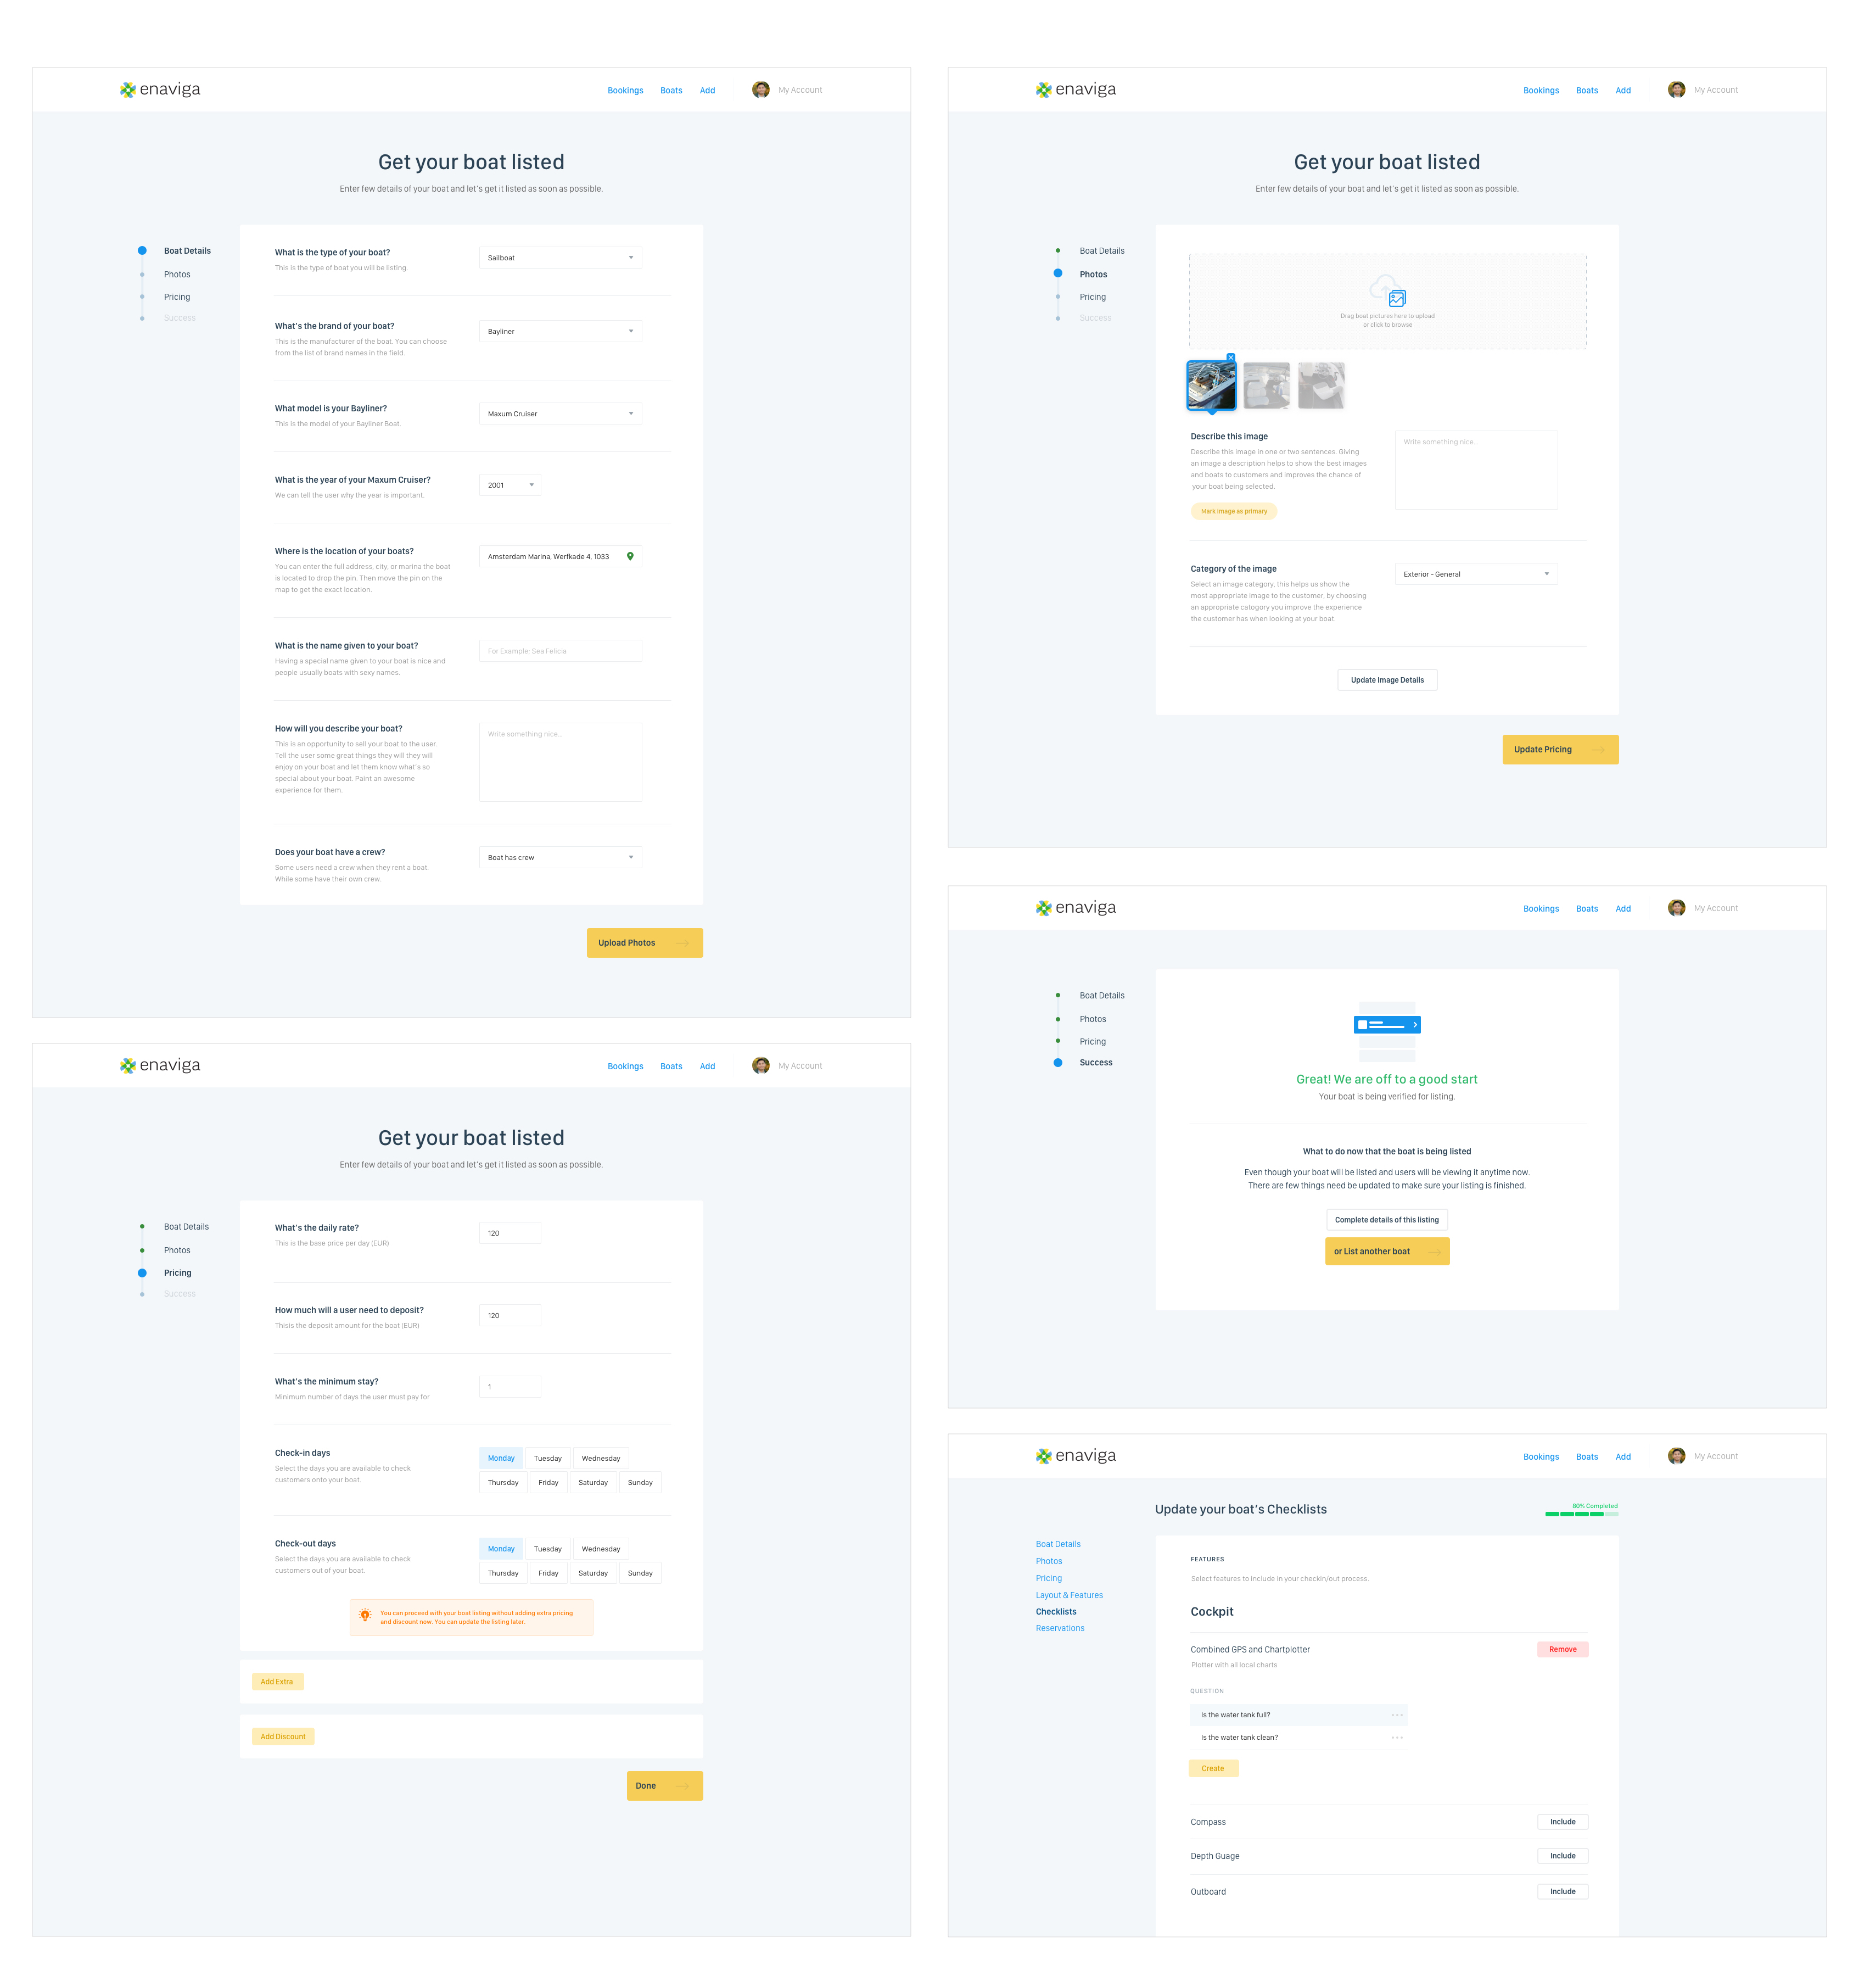 enaviga
Bookings Boats Add My Account
Get your boat listed
Enter few details of your boat and let's get it listed as soon as possible.
Boat Details
Photos
Pricing
Success
What is the type of your boat?
This is the type of boat you will be listing.
Sailboat
What's the brand of your boat?
This is the manufacturer of the boat. You can choose
from the list of brand names in the field.
Bayliner
What model is your Bayliner?
This is the model of your Bayliner Boat.
Maxum Cruiser
What is the year of your Maxum Cruiser?
We can tell the user why the year is important.
2001
Where is the location of your boats?
You can enter the full address, city, or marina the boat
is located to drop the pin. Then move the pin on the
map to get the exact location.
Amsterdam Marina, Werfkade 4, 1033
What is the name given to your boat?
Having a special name given to your boat is nice and
people usually boats with sexy names.
For Example; Sea Felicia
How will you describe your boat?
This is an opportunity to sell your boat to the user.
Tell the user some great things they will they will
enjoy on your boat and let them know what's so
special about your boat. Paint an awesome
experience for them.
Write something nice...
Does your boat have a crew?
Some users need a crew when they rent a boat.
While some have their own crew.
Boat has crew
Upload Photos
enaviga
Bookings Boats Add My Account
Get your boat listed
Enter few details of your boat and let's get it listed as soon as possible.
Boat Details
Photos
Pricing
Success
What's the daily rate?
This is the base price per day (EUR)
120
How much will a user need to deposit?
Thisis the deposit amount for the boat (EUR)
120
What's the minimum stay?
Minimum number of days the user must pay for
1
Check-in days
Select the days you are available to check
customers onto your boat.
Monday Tuesday Wednesday
Thursday Friday Saturday Sunday
Check-out days
Select the days you are available to check
customers out of your boat.
Monday Tuesday Wednesday
Thursday Friday Saturday Sunday
You can proceed with your boat listing without adding extra pricing
and discount now. You can update the listing later.
Add Extra
Add Discount
Done
enaviga
Bookings Boats Add My Account
Get your boat listed
Enter few details of your boat and let's get it listed as soon as possible.
Boat Details
Photos
Pricing
Success
Drag boat pictures here to upload
or click to browse
Describe this image
Describe this image in one or two sentences. Giving
an image a description helps to show the best images
and boats to customers and improves the chance of
your boat being selected.
Write something nice...
Mark image as primary
Category of the image
Select an image category, this helps us show the
most appropriate image to the customer, by choosing
an appropriate catogory you improve the experience
the customer has when looking at your boat.
Exterior - General
Update Image Details
Update Pricing
enaviga
Bookings Boats Add My Account
Boat Details
Photos
Pricing
Success
Great! We are off to a good start
Your boat is being verified for listing.
What to do now that the boat is being listed
Even though your boat will be listed and users will be viewing it anytime now.
There are few things need be updated to make sure your listing is finished.
Complete details of this listing
or List another boat
enaviga
Bookings Boats Add My Account
Update your boat's Checklists
80% Completed
Boat Details
Photos
Pricing
Layout & Features
Checklists
Reservations
FEATURES
Select features to include in your checkin/out process.
Cockpit
Combined GPS and Chartplotter
Remove
Plotter with all local charts
QUESTION
Is the water tank full?
Is the water tank clean?
Create
Compass
Include
Depth Guage
Include
Outboard
Include